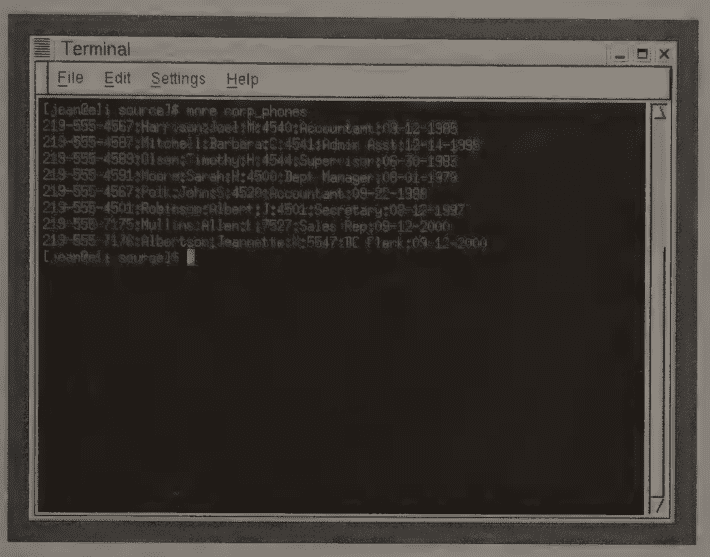 Terminal
File Edit Settings Help
[jean@eli source]$ more corp_phones
219-555-4567:Harrison:Joel:M:4540:Accountant:09-12-1985
219-555-4587:Mitchell:Barbara:C:4541:Admin Asst:12-14-1995
219-555-4589:Olson:Timothy:H:4544:Supervisor:06-30-1983
219-555-4591:Moore:Sarah:H:4500:Dept Manager:08-01-1979
219-555-4567:Polk:John:S:4520:Accountant:09-22-1998
219-555-4501:Robinson:Albert:J:4501:Secretary:08-12-1997
219-555-7175:Mullins:Allen:L:7527:Sales Rep:09-12-2000
219-555-7176:Albertson:Jeannette:K:5547:DC Clerk:09-12-2000
[jean@eli source]$